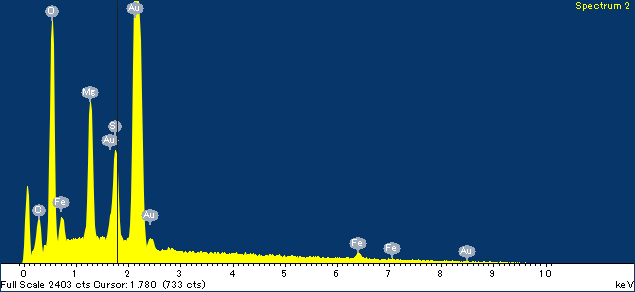 Spectrum 2
O
Au
Mg
Si
Au
O
Fe
Au
Fe
Fe
Au
0 1 2 3 4 5 6 7 8 9 10
Full Scale 2403 cts Cursor: 1.780 (733 cts)
keV